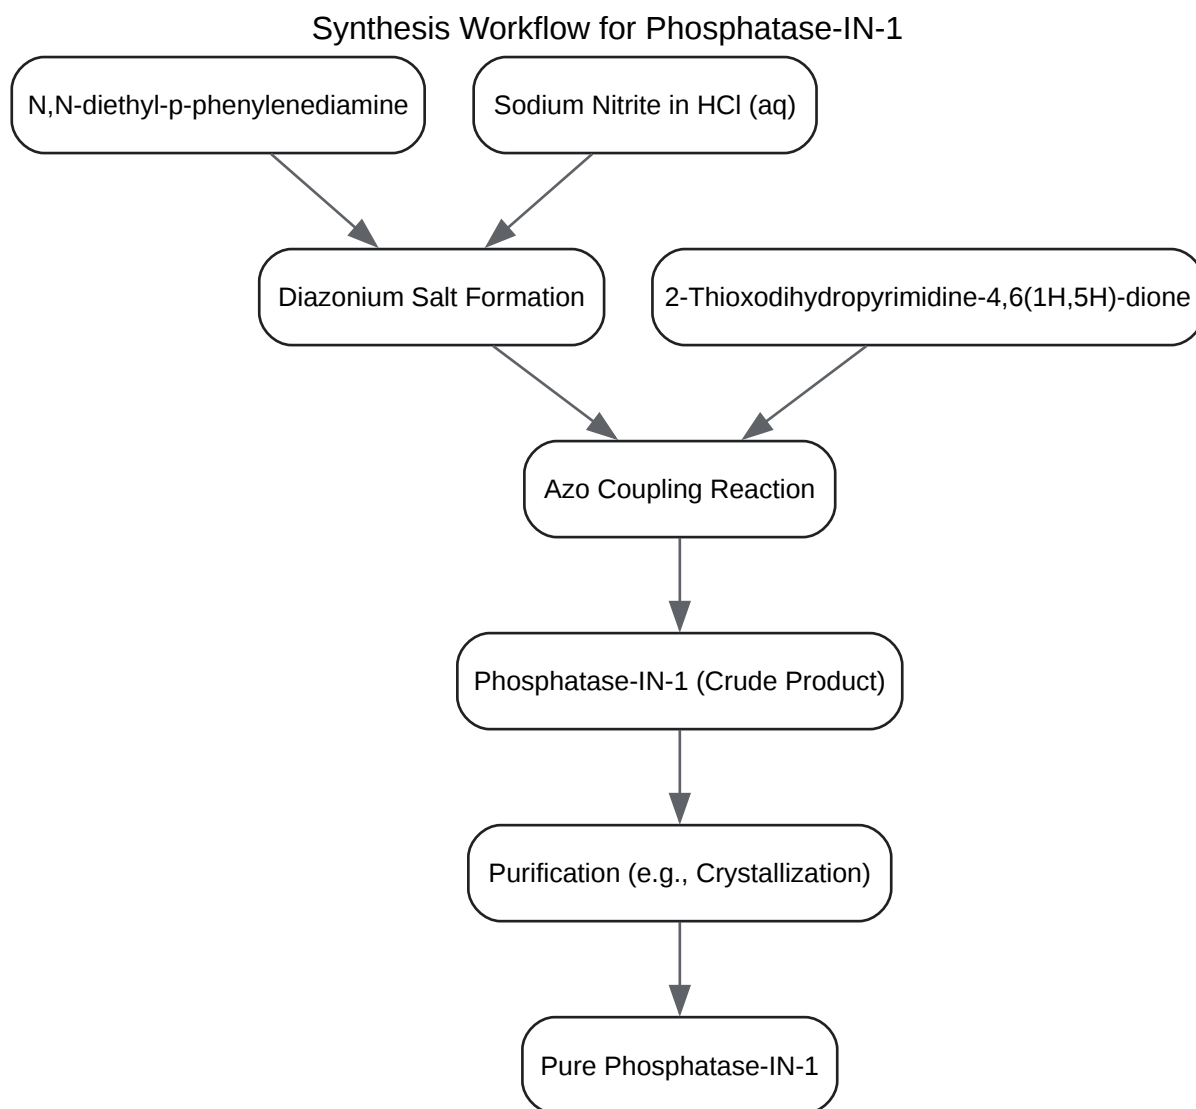 Synthesis Workflow for Phosphatase-IN-1
N,N-diethyl-p-phenylenediamine
Sodium Nitrite in HCl (aq)
Diazonium Salt Formation
2-Thioxodihydropyrimidine-4,6(1H,5H)-dione
Azo Coupling Reaction
Phosphatase-IN-1 (Crude Product)
Purification (e.g., Crystallization)
Pure Phosphatase-IN-1